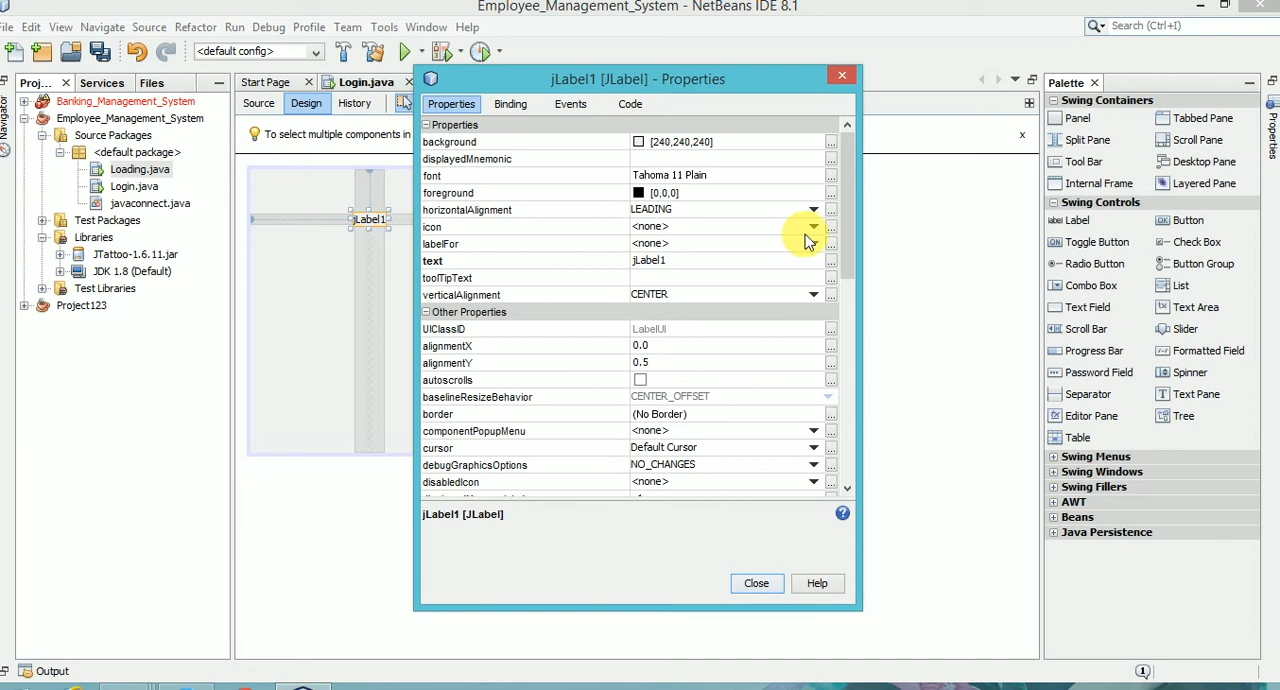 Employee_Management_System - NetBeans IDE 8.1
File Edit View Navigate Source Refactor Run Debug Profile Team Tools Window Help
Search (Ctrl+I)
<default config>
Proj... Services Files
Start Page Login.java
Source Design History
To select multiple components in
Navigator
Banking_Management_System
Employee_Management_System
Source Packages
<default package>
Loading.java
Login.java
javaconnect.java
Test Packages
Libraries
JTattoo-1.6.11.jar
JDK 1.8 (Default)
Test Libraries
Project123
jLabel1
jLabel1 [JLabel] - Properties
Properties Binding Events Code
Properties
background [240,240,240] ...
displayedMnemonic ...
font Tahoma 11 Plain ...
foreground [0,0,0] ...
horizontalAlignment LEADING ...
icon <none> ...
labelFor <none> ...
text jLabel1 ...
toolTipText ...
verticalAlignment CENTER ...
Other Properties
UIClassID LabelUI ...
alignmentX 0.0 ...
alignmentY 0.5 ...
autoscrolls ...
baselineResizeBehavior CENTER_OFFSET ...
border (No Border) ...
componentPopupMenu <none> ...
cursor Default Cursor ...
debugGraphicsOptions NO_CHANGES ...
disabledIcon <none> ...
jLabel1 [JLabel]
Close Help
Palette
Swing Containers
Panel Tabbed Pane
Split Pane Scroll Pane
Tool Bar Desktop Pane
Internal Frame Layered Pane
Swing Controls
Label Button
Toggle Button Check Box
Radio Button Button Group
Combo Box List
Text Field Text Area
Scroll Bar Slider
Progress Bar Formatted Field
Password Field Spinner
Separator Text Pane
Editor Pane Tree
Table
Swing Menus
Swing Windows
Swing Fillers
AWT
Beans
Java Persistence
Properties
Output
1